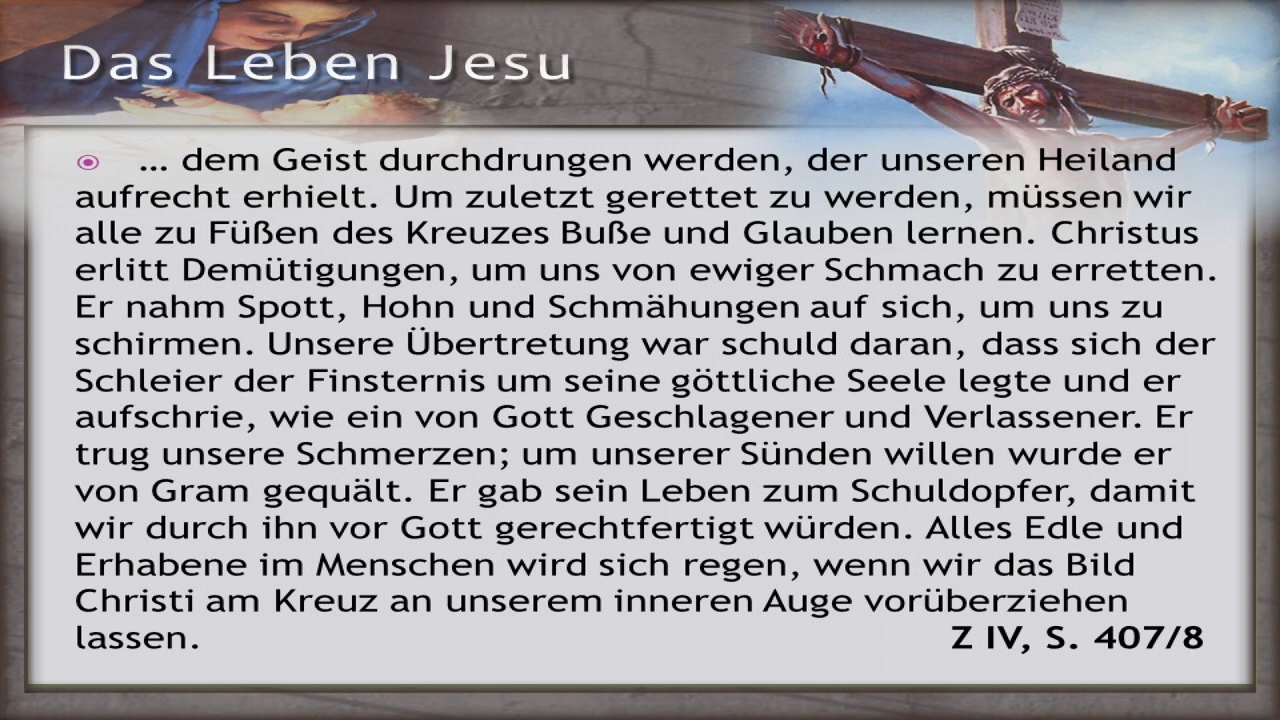 Das Leben Jesu
... dem Geist durchdrungen werden, der unseren Heiland
aufrecht erhielt. Um zuletzt gerettet zu werden, müssen wir
alle zu Füßen des Kreuzes Buße und Glauben lernen. Christus
erlitt Demütigungen, um uns von ewiger Schmach zu erretten.
Er nahm Spott, Hohn und Schmähungen auf sich, um uns zu
schirmen. Unsere Übertretung war schuld daran, dass sich der
Schleier der Finsternis um seine göttliche Seele legte und er
aufschrie, wie ein von Gott Geschlagener und Verlassener. Er
trug unsere Schmerzen; um unserer Sünden willen wurde er
von Gram gequält. Er gab sein Leben zum Schuldopfer, damit
wir durch ihn vor Gott gerechtfertigt würden. Alles Edle und
Erhabene im Menschen wird sich regen, wenn wir das Bild
Christi am Kreuz an unserem inneren Auge vorüberziehen
lassen. Z IV, S. 407/8